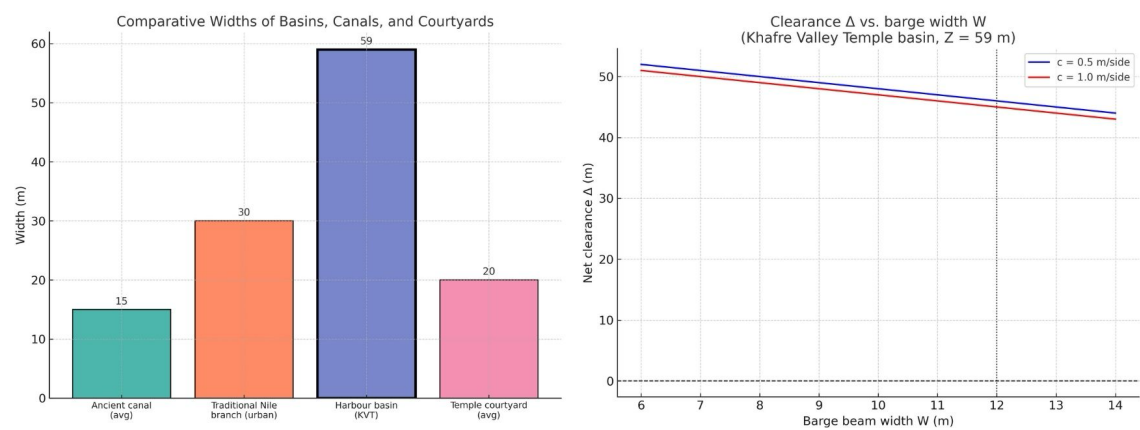 Comparative Widths of Basins, Canals, and Courtyards
60
50
40
30
20
10
0
Width (m)
15
30
59
20
Ancient canal
(avg)
Traditional Nile
branch (urban)
Harbour basin
(KVT)
Temple courtyard
(avg)
Clearance Δ vs. barge width W
(Khafre Valley Temple basin, Z = 59 m)
c = 0.5 m/side
c = 1.0 m/side
50
40
30
20
10
0
Net clearance Δ (m)
6 7 8 9 10 11 12 13 14
Barge beam width W (m)